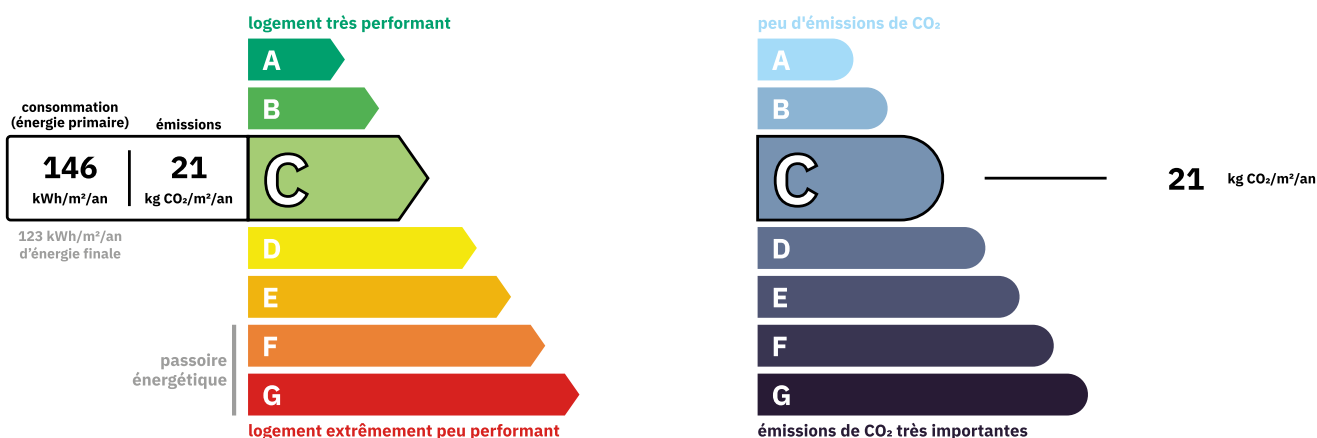 logement très performant
A
B
consommation
(énergie primaire)
émissions
146
kWh/m²/an
21
kg CO₂/m²/an
C
123 kWh/m²/an
d'énergie finale
D
E
passoire
énergétique
F
G
logement extrêmement peu performant
peu d'émissions de CO₂
A
B
C
21 kg CO₂/m²/an
D
E
F
G
émissions de CO₂ très importantes